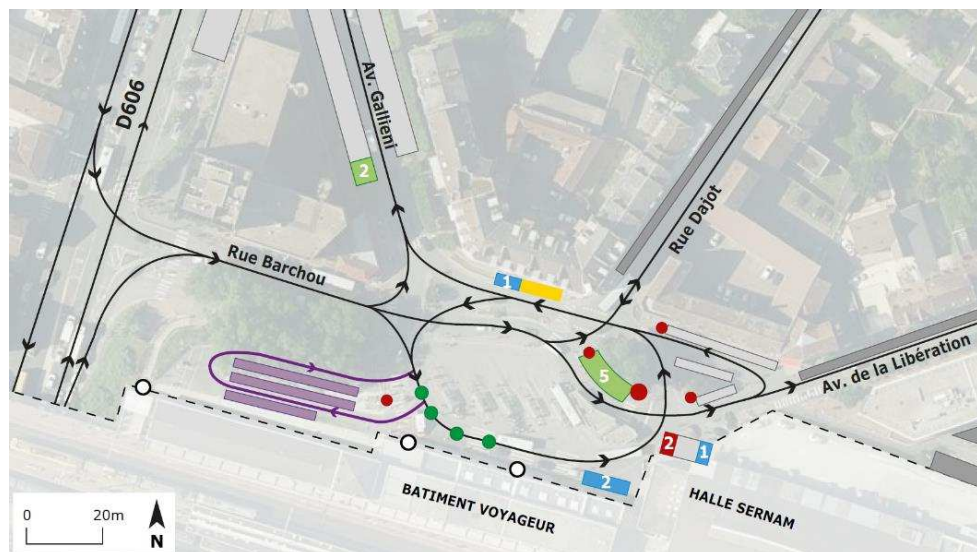 D606
Av. Gallieni
2
Rue Barchou
1
Rue Dajot
5
Av. de la Libération
2
1
2
BATIMENT VOYAGEUR
HALLE SERNAM
0 20m
N